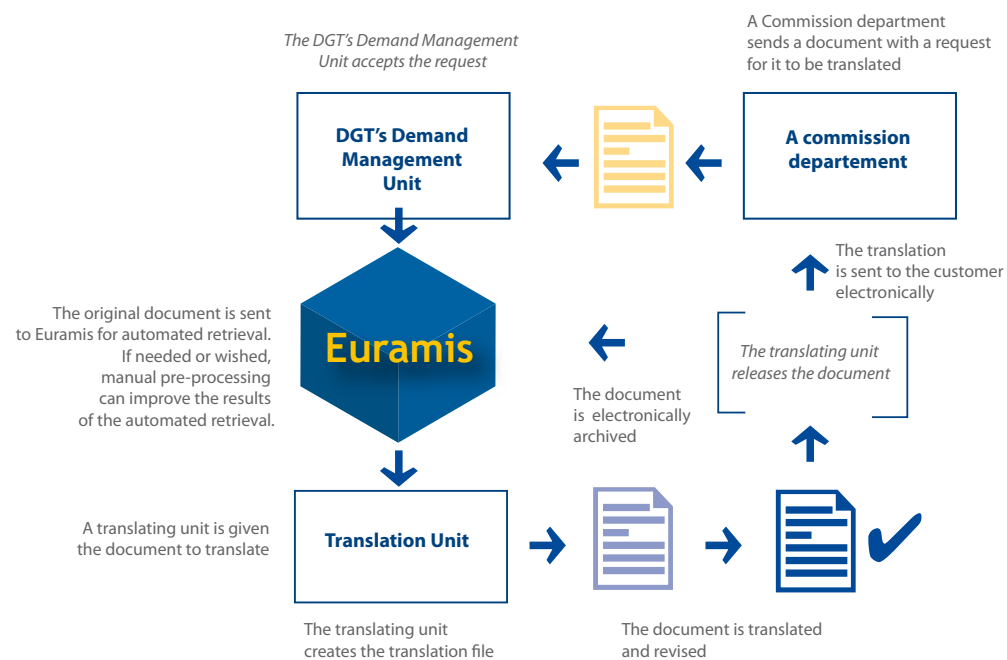 The DGT's Demand Management
Unit accepts the request
A Commission department
sends a document with a request
for it to be translated
DGT's Demand
Management
Unit
A commission
departement
The translation
is sent to the customer
electronically
The original document is sent
to Euramis for automated retrieval.
If needed or wished,
manual pre-processing
can improve the results
of the automated retrieval.
Euramis
The translating unit
releases the document
The document
is electronically
archived
A translating unit is given
the document to translate
Translation Unit
The translating unit
creates the translation file
The document is translated
and revised